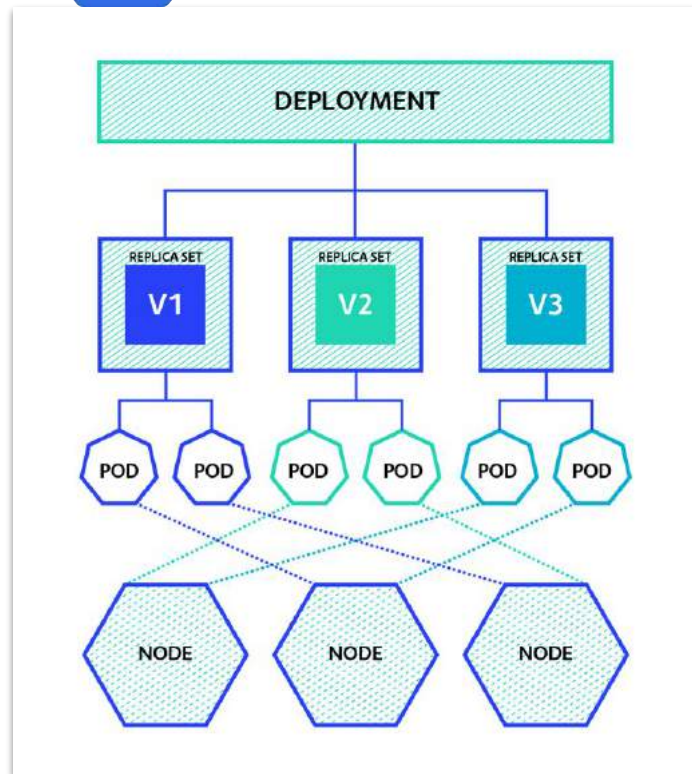 DEPLOYMENT
REPLICA SET REPLICA SET REPLICA SET
V1 V2 V3
POD POD POD POD POD POD
NODE NODE NODE